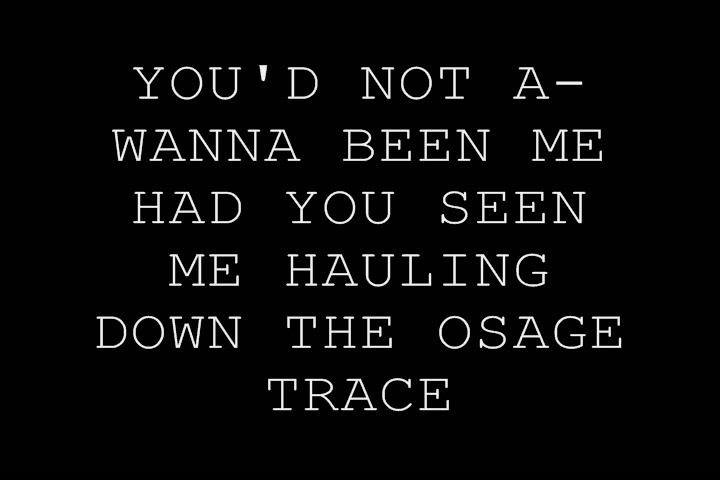 YOU'D NOT A-
WANNA BEEN ME
HAD YOU SEEN
ME HAULING
DOWN THE OSAGE
TRACE